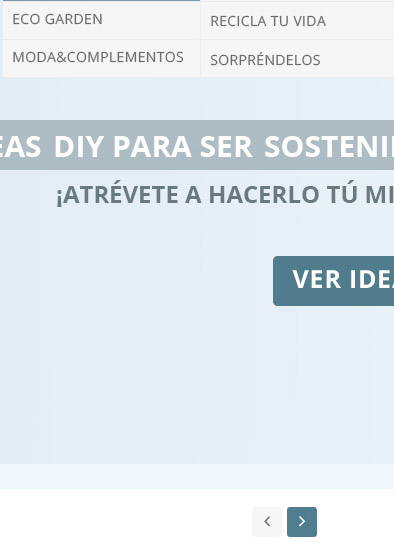 ECO GARDEN
RECICLA TU VIDA
MODA&COMPLEMENTOS
SORPRÉNDELOS
EAS DIY PARA SER SOSTENI
¡ATRÉVETE A HACERLO TÚ MI
VER IDE